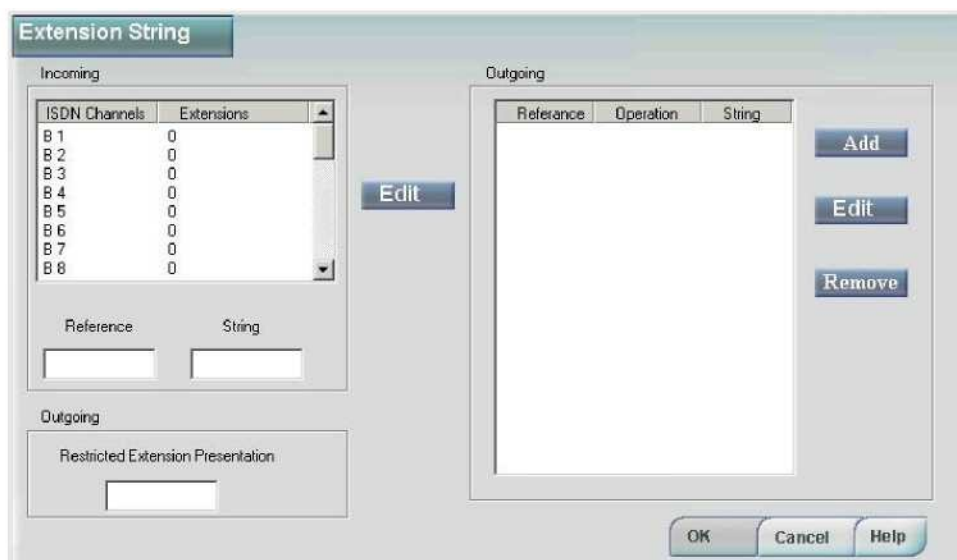 Extension String
Incoming
ISDN Channels Extensions
B 1 0
B 2 0
B 3 0
B 4 0
B 5 0
B 6 0
B 7 0
B 8 0
Reference String
Edit
Outgoing
Restricted Extension Presentation
Outgoing
Referance Operation String
Add
Edit
Remove
OK Cancel Help